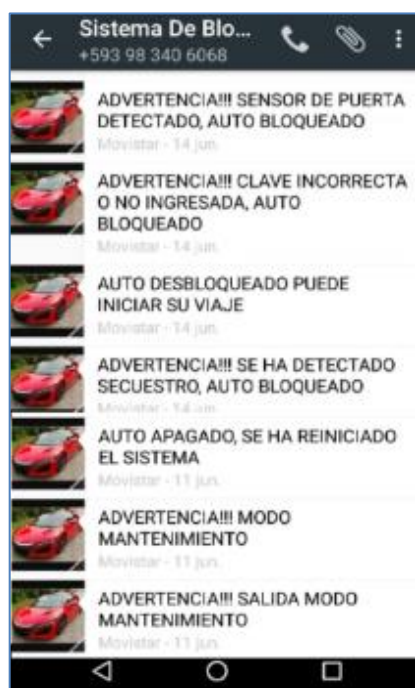 Sistema De Blo...
+593 98 340 6068
ADVERTENCIA!!! SENSOR DE PUERTA
DETECTADO, AUTO BLOQUEADO
Movistar - 14 jun.
ADVERTENCIA!!! CLAVE INCORRECTA
O NO INGRESADA, AUTO
BLOQUEADO
Movistar - 14 jun.
AUTO DESBLOQUEADO PUEDE
INICIAR SU VIAJE
Movistar - 14 jun.
ADVERTENCIA!!! SE HA DETECTADO
SECUESTRO, AUTO BLOQUEADO
Movistar - 14 jun.
AUTO APAGADO, SE HA REINICIADO
EL SISTEMA
Movistar - 11 jun.
ADVERTENCIA!!! MODO
MANTENIMIENTO
Movistar - 11 jun.
ADVERTENCIA!!! SALIDA MODO
MANTENIMIENTO
Movistar - 11 jun.